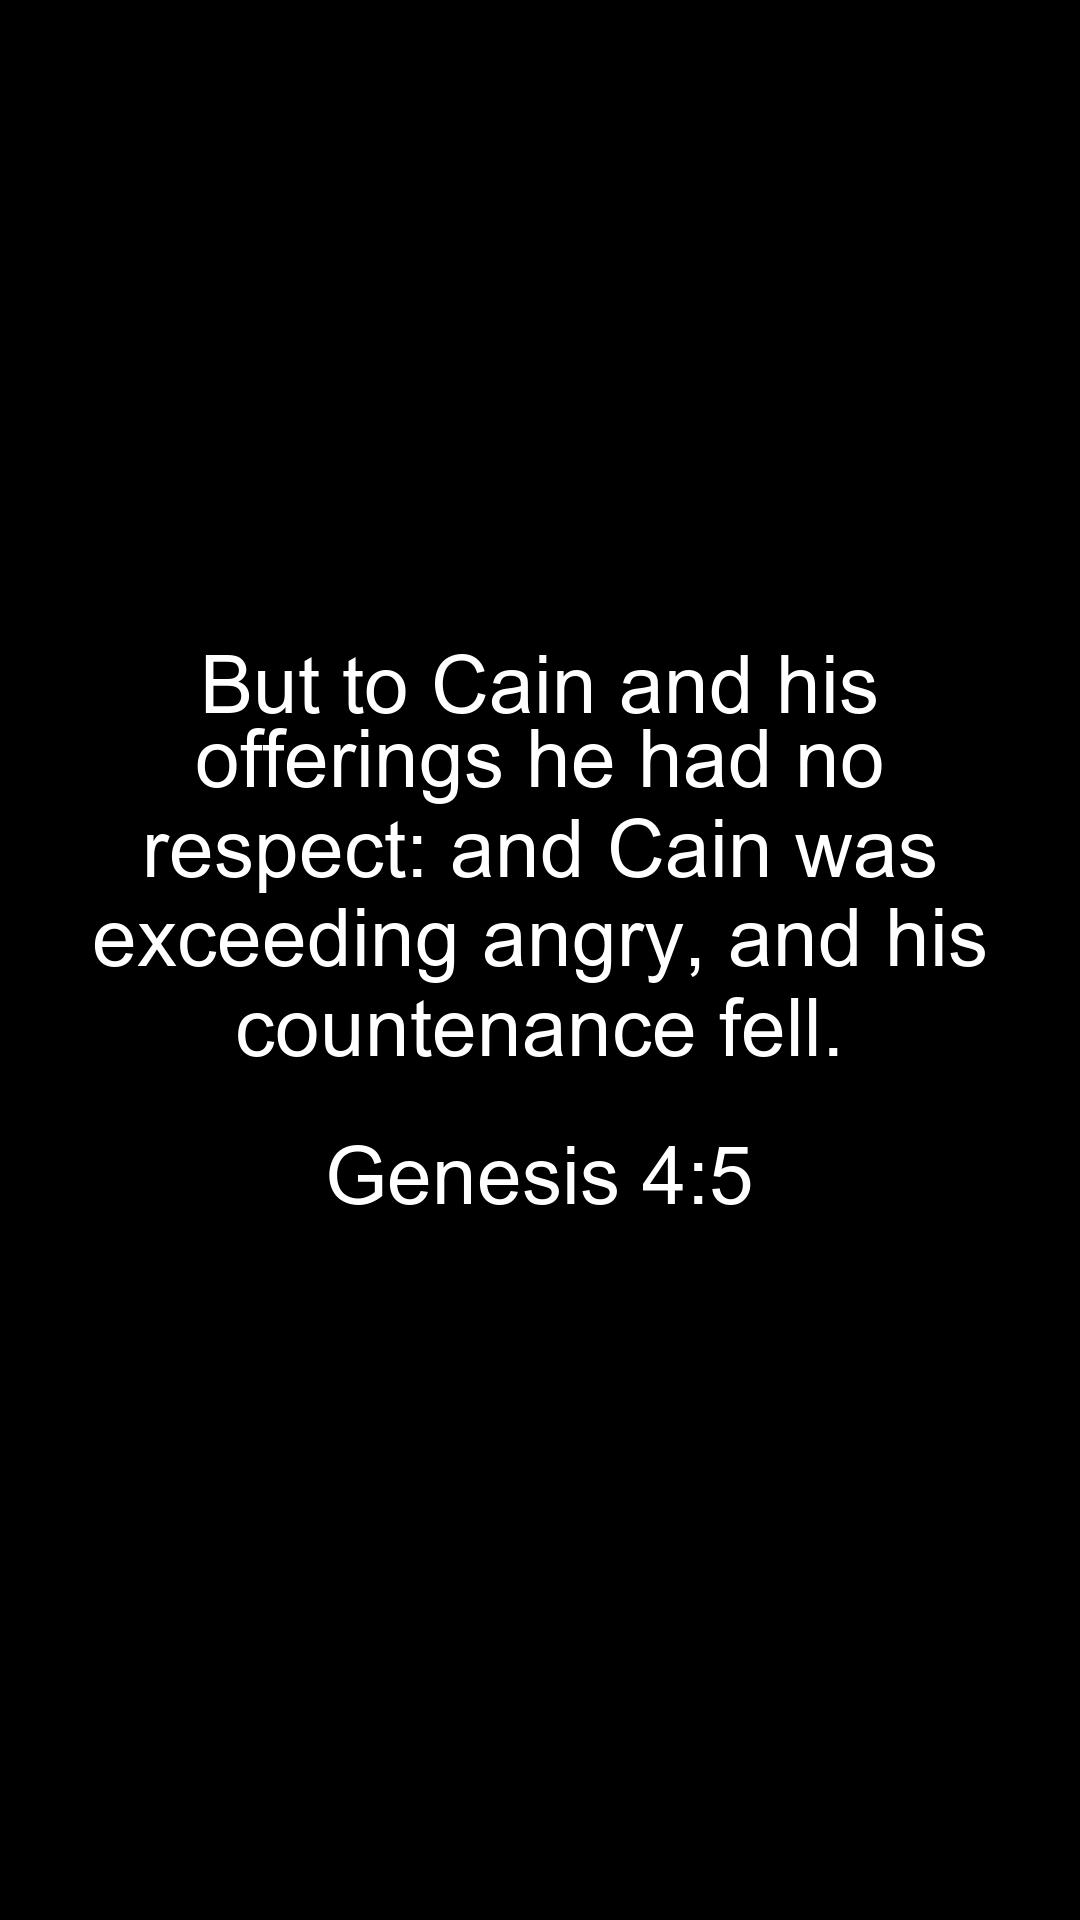 But to Cain and his
offerings he had no
respect: and Cain was
exceeding angry, and his
countenance fell.
Genesis 4:5